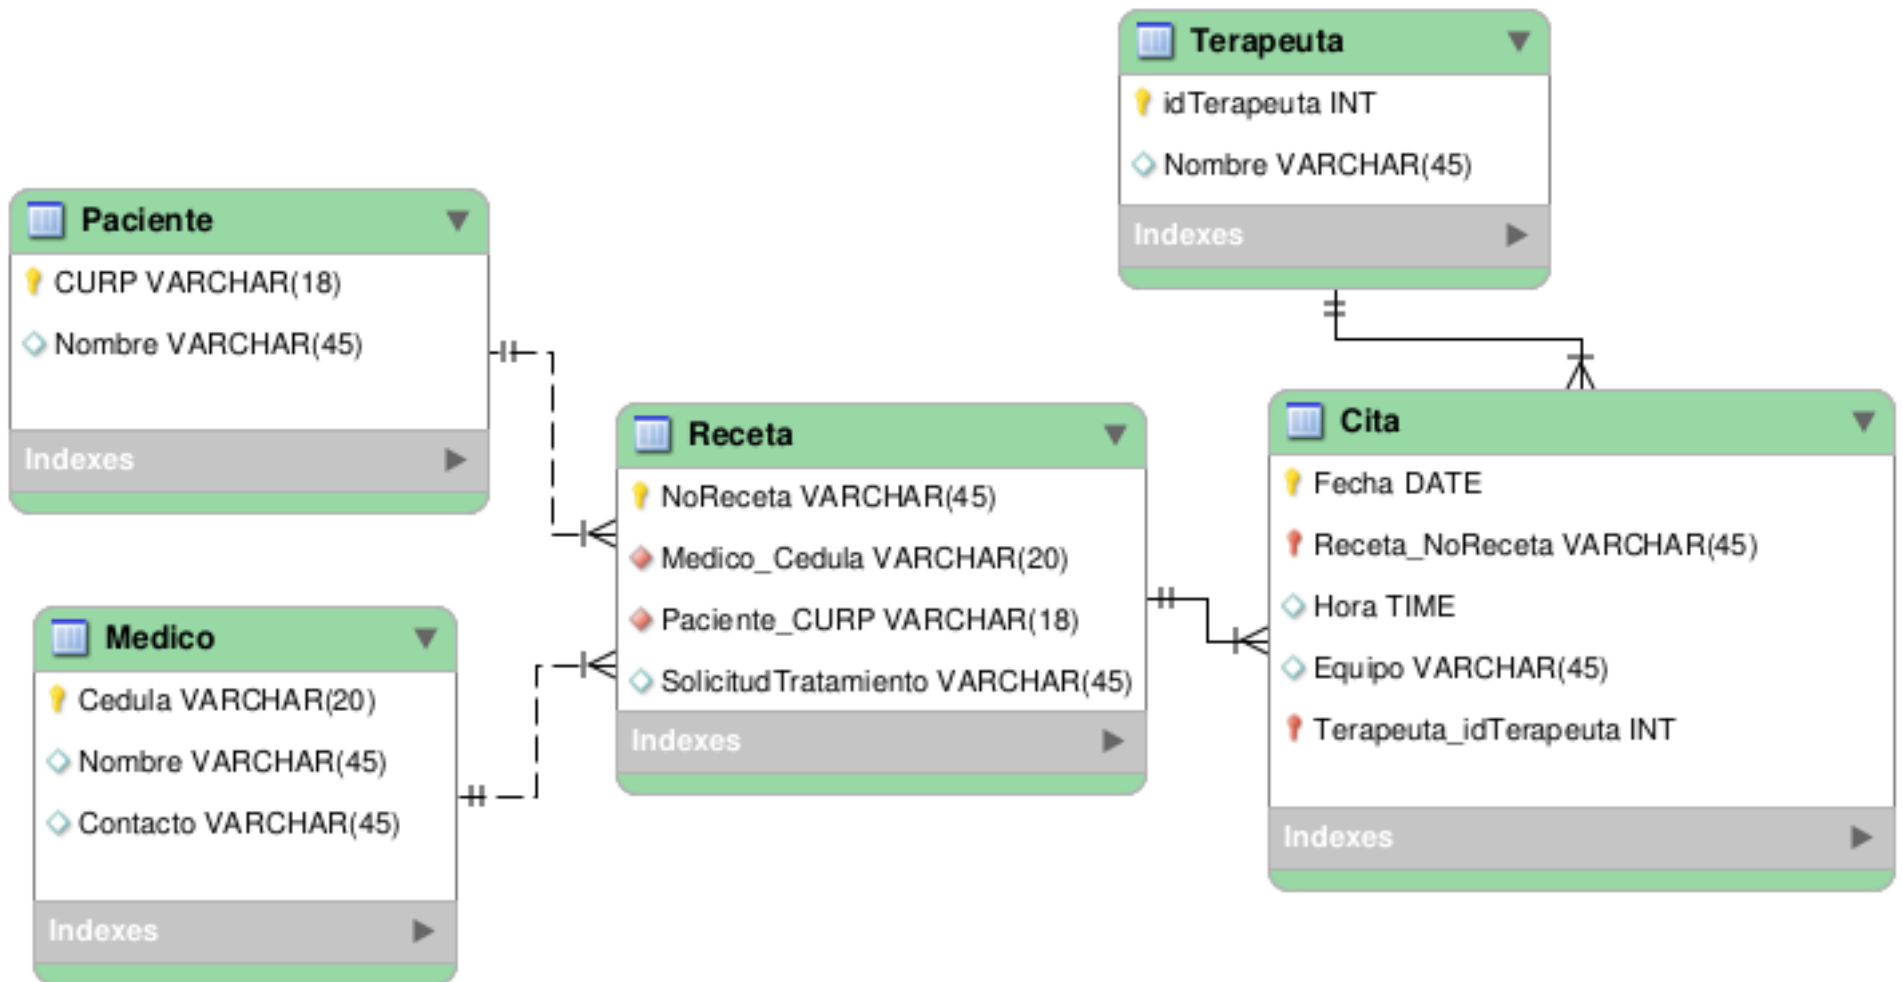 Terapeuta
idTerapeuta INT
Nombre VARCHAR(45)
Indexes
Paciente
CURP VARCHAR(18)
Nombre VARCHAR(45)
Indexes
Receta
NoReceta VARCHAR(45)
Medico_Cedula VARCHAR(20)
Paciente_CURP VARCHAR(18)
SolicitudTratamiento VARCHAR(45)
Indexes
Cita
Fecha DATE
Receta_NoReceta VARCHAR(45)
Hora TIME
Equipo VARCHAR(45)
Terapeuta_idTerapeuta INT
Indexes
Medico
Cedula VARCHAR(20)
Nombre VARCHAR(45)
Contacto VARCHAR(45)
Indexes